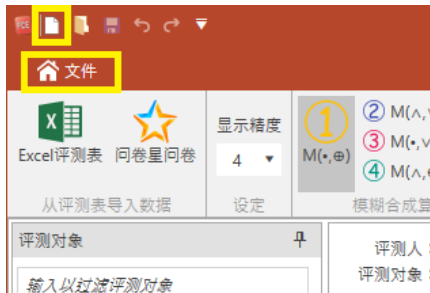 FCE
文件
X
Excel评测表 问卷星问卷
显示精度
4
① M(•,⊕)
② M(∧,
③ M(•,∨
④ M(∧,
从评测表导入数据
设定
模糊合成算
评测对象
输入以过滤评测对象
评测人：
评测对象：